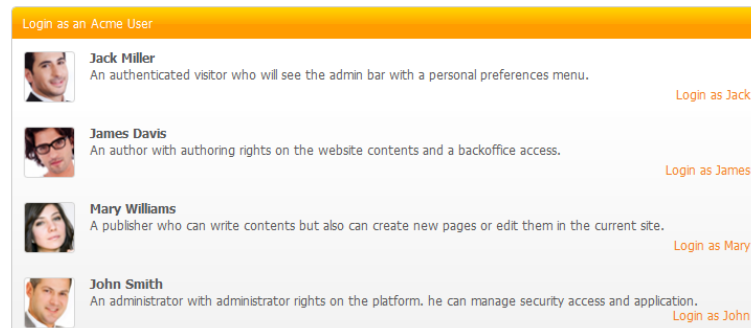 Login as an Acme User
Jack Miller
An authenticated visitor who will see the admin bar with a personal preferences menu.
Login as Jack
James Davis
An author with authoring rights on the website contents and a backoffice access.
Login as James
Mary Williams
A publisher who can write contents but also can create new pages or edit them in the current site.
Login as Mary
John Smith
An administrator with administrator rights on the platform. he can manage security access and application.
Login as John